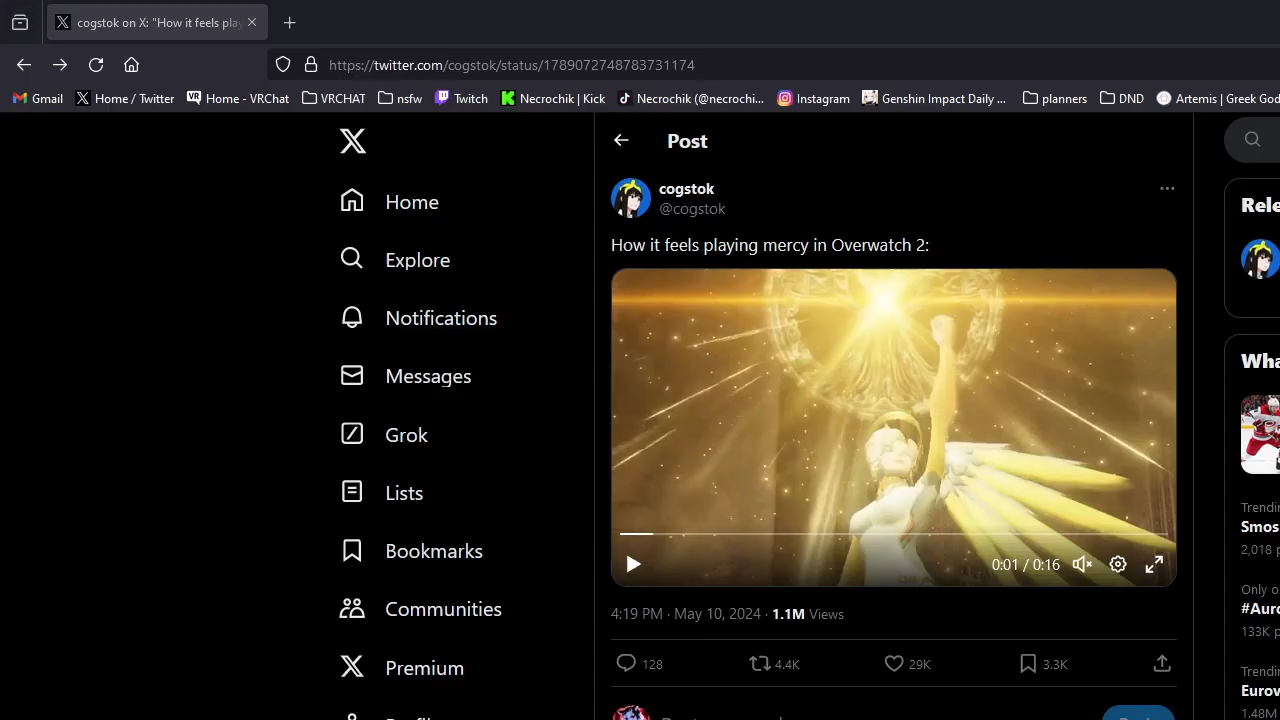 cogstok on X: "How it feels play
https://twitter.com/cogstok/status/1789072748783731174
Gmail
Home / Twitter
Home - VRChat
VRCHAT
nsfw
Twitch
Necrochik | Kick
Necrochik (@necrochi...
Instagram
Genshin Impact Daily ...
planners
DND
Artemis | Greek God
Home
Explore
Notifications
Messages
Grok
Lists
Bookmarks
Communities
Premium
Post
cogstok
@cogstok
How it feels playing mercy in Overwatch 2:
0:01 / 0:16
4:19 PM · May 10, 2024 · 1.1M Views
128
4.4K
29K
3.3K
Rele
Wha
Trendin
Smos
2,018 p
Only o
#Auro
133K p
Trendin
Eurov
1.48M